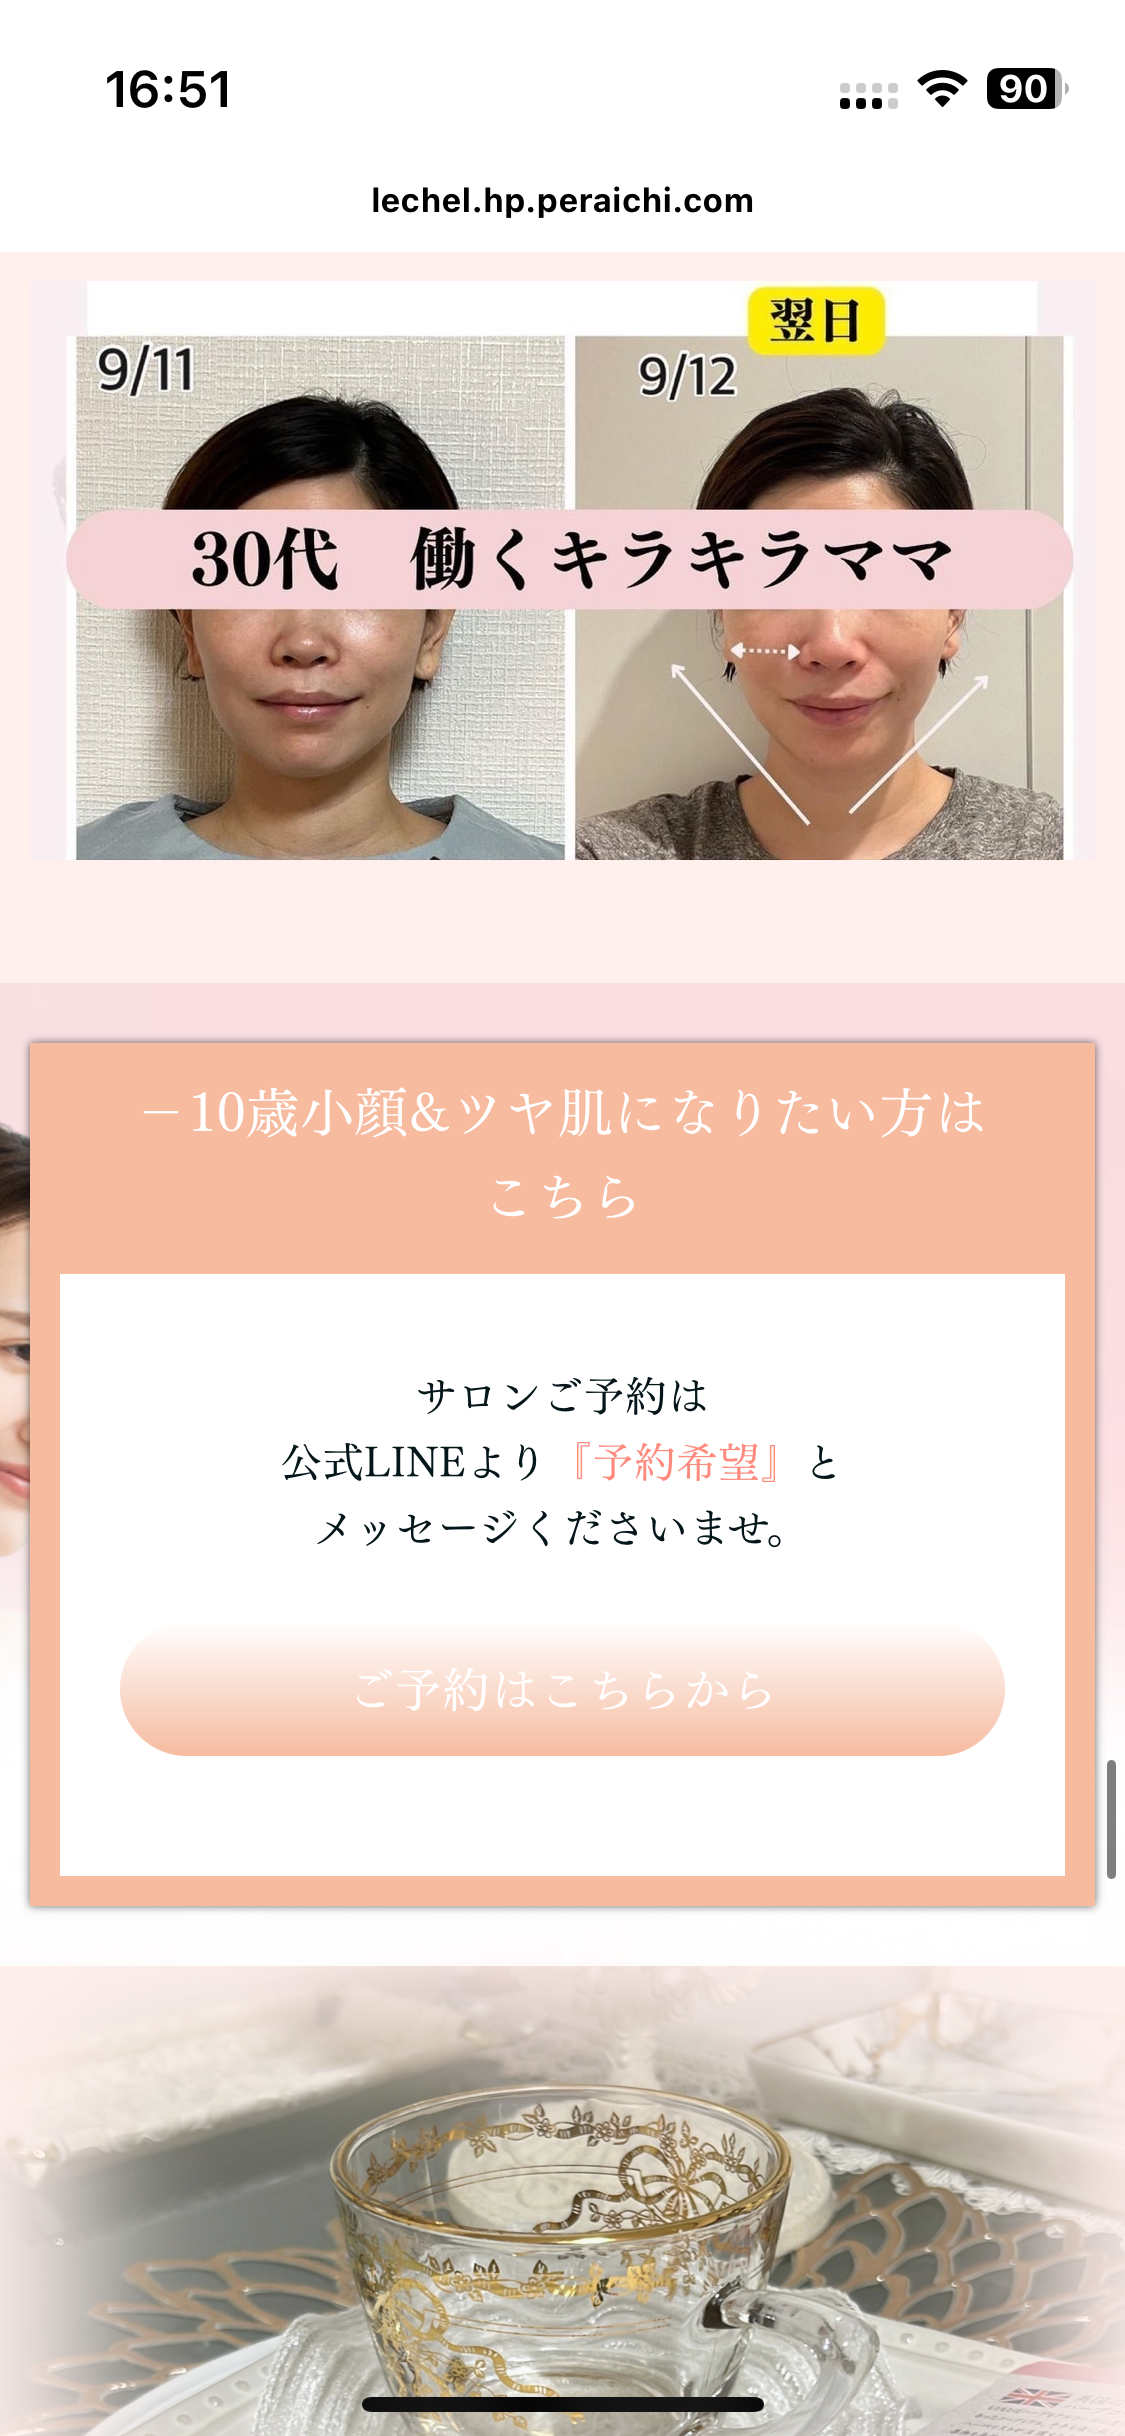 16:51
90
lechel.hp.peraichi.com
翌日
9/11
9/12
30代 働くキラキラママ
－10歳小顔&ツヤ肌になりたい方は
こちら
サロンご予約は
公式LINEより『予約希望』と
メッセージくださいませ。
ご予約はこちらから